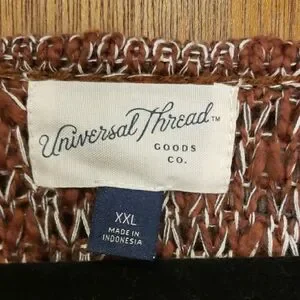 Universal Thread™
GOODS
CO.
XXL
MADE IN
INDONESIA